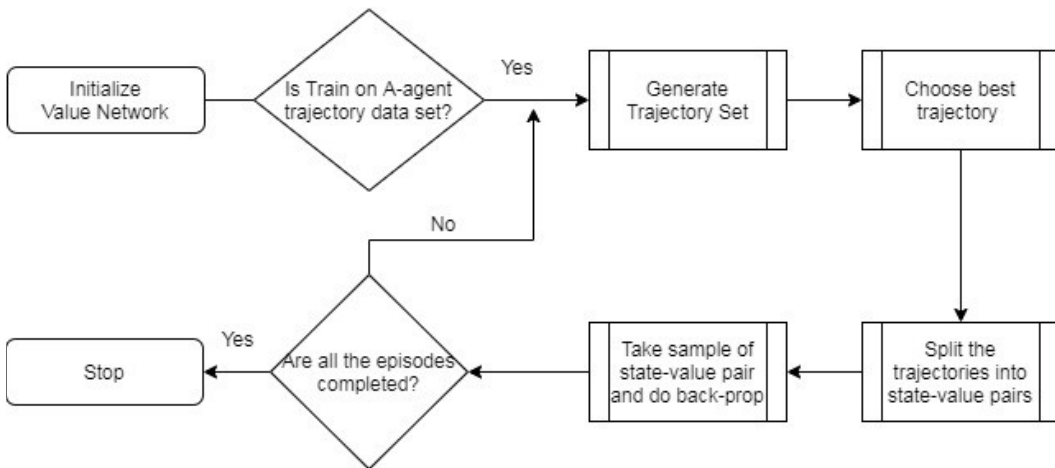 Initialize
Value Network
Is Train on A-agent
trajectory data set?
Yes
Generate
Trajectory Set
Choose best
trajectory
No
Split the
trajectories into
state-value pairs
Take sample of
state-value pair
and do back-prop
Are all the episodes
completed?
Yes
Stop